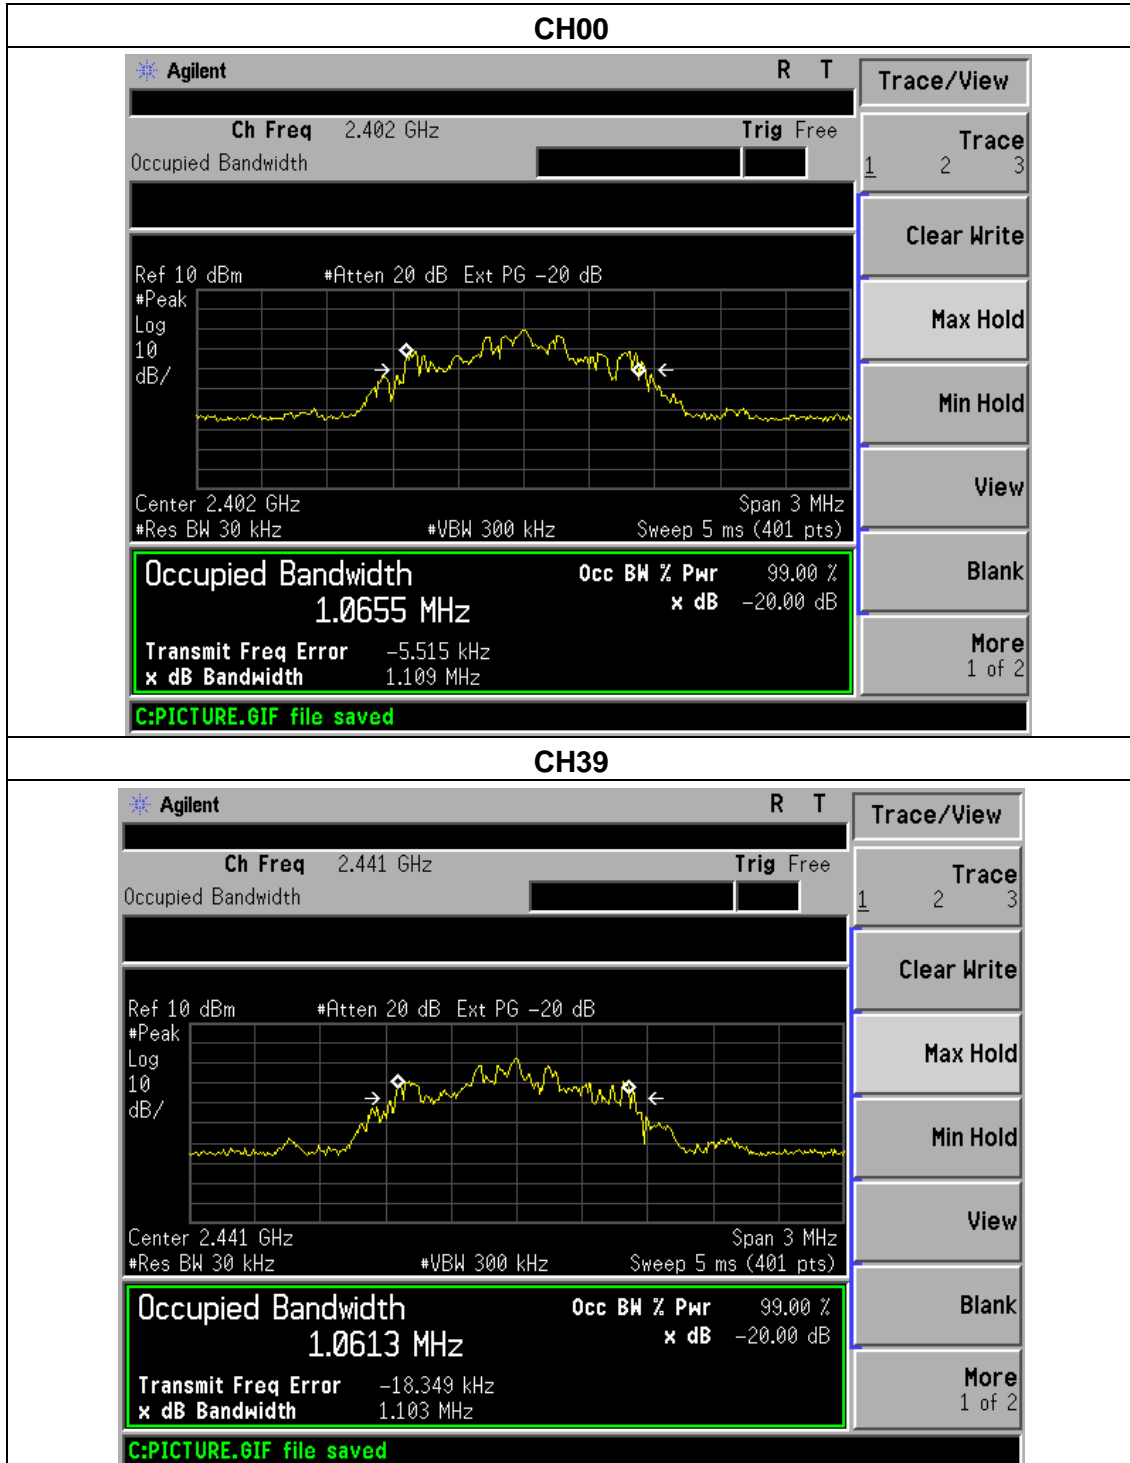 CH00
Agilent R T
Trace/View
Ch Freq 2.402 GHz Trig Free
Occupied Bandwidth
Trace
1 2 3
Clear Write
Ref 10 dBm #Atten 20 dB Ext PG -20 dB
#Peak
Log
10
dB/
Max Hold
Min Hold
View
Center 2.402 GHz Span 3 MHz
#Res BW 30 kHz #VBW 300 kHz Sweep 5 ms (401 pts)
Occupied Bandwidth Occ BW % Pwr 99.00 %
1.0655 MHz x dB -20.00 dB
Blank
Transmit Freq Error -5.515 kHz
x dB Bandwidth 1.109 MHz
More
1 of 2
C:PICTURE.GIF file saved
CH39
Agilent R T
Trace/View
Ch Freq 2.441 GHz Trig Free
Occupied Bandwidth
Trace
1 2 3
Clear Write
Ref 10 dBm #Atten 20 dB Ext PG -20 dB
#Peak
Log
10
dB/
Max Hold
Min Hold
View
Center 2.441 GHz Span 3 MHz
#Res BW 30 kHz #VBW 300 kHz Sweep 5 ms (401 pts)
Occupied Bandwidth Occ BW % Pwr 99.00 %
1.0613 MHz x dB -20.00 dB
Blank
Transmit Freq Error -18.349 kHz
x dB Bandwidth 1.103 MHz
More
1 of 2
C:PICTURE.GIF file saved